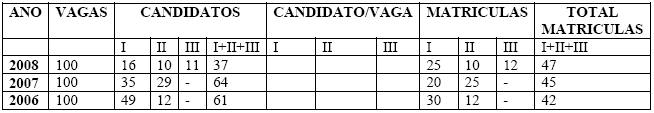 ANO VAGAS CANDIDATOS CANDIDATO/VAGA MATRICULAS TOTAL MATRICULAS
I II III I+II+III I II III I II III I+II+III
2008 100 16 10 11 37 25 10 12 47
2007 100 35 29 - 64 20 25 - 45
2006 100 49 12 - 61 30 12 - 42